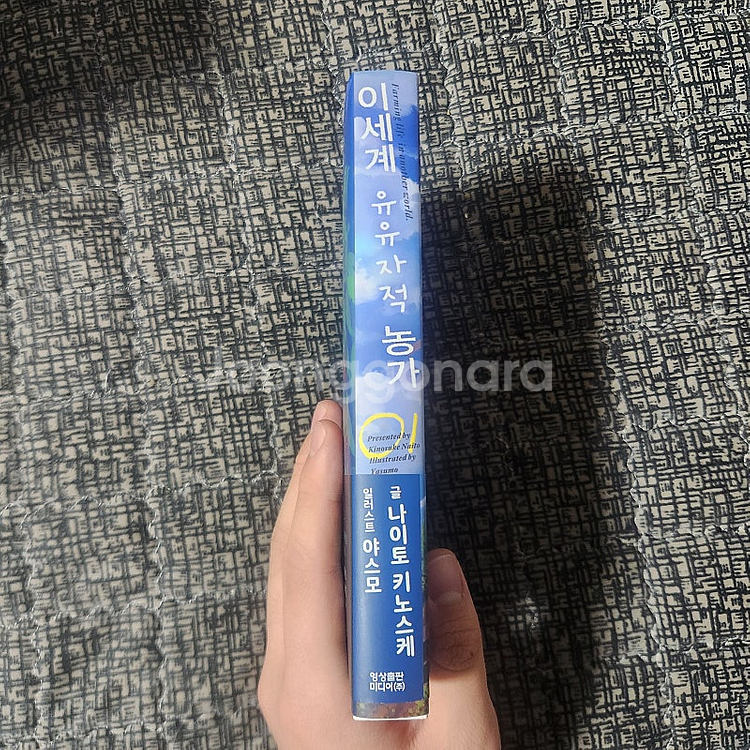 이세계 유유자적 농가
Farming life in another world.
01
Presented by
Kinosuke Naito
Illustrated by
Yasumo
글 나이토 키노스케
일러스트 야스모
영상출판
미디어(주)
joonggonara